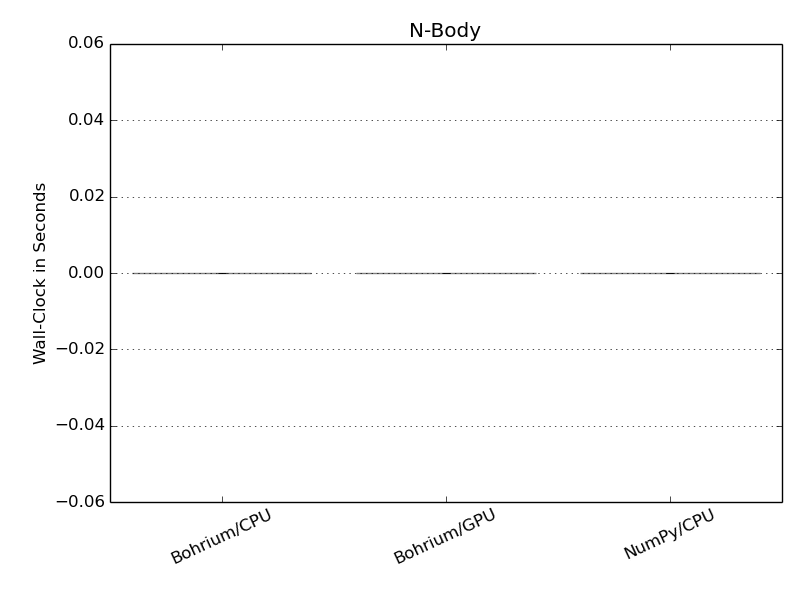 N-Body
Wall-Clock in Seconds
0.06
0.04
0.02
0.00
−0.02
−0.04
−0.06
Bohrium/CPU
Bohrium/GPU
NumPy/CPU